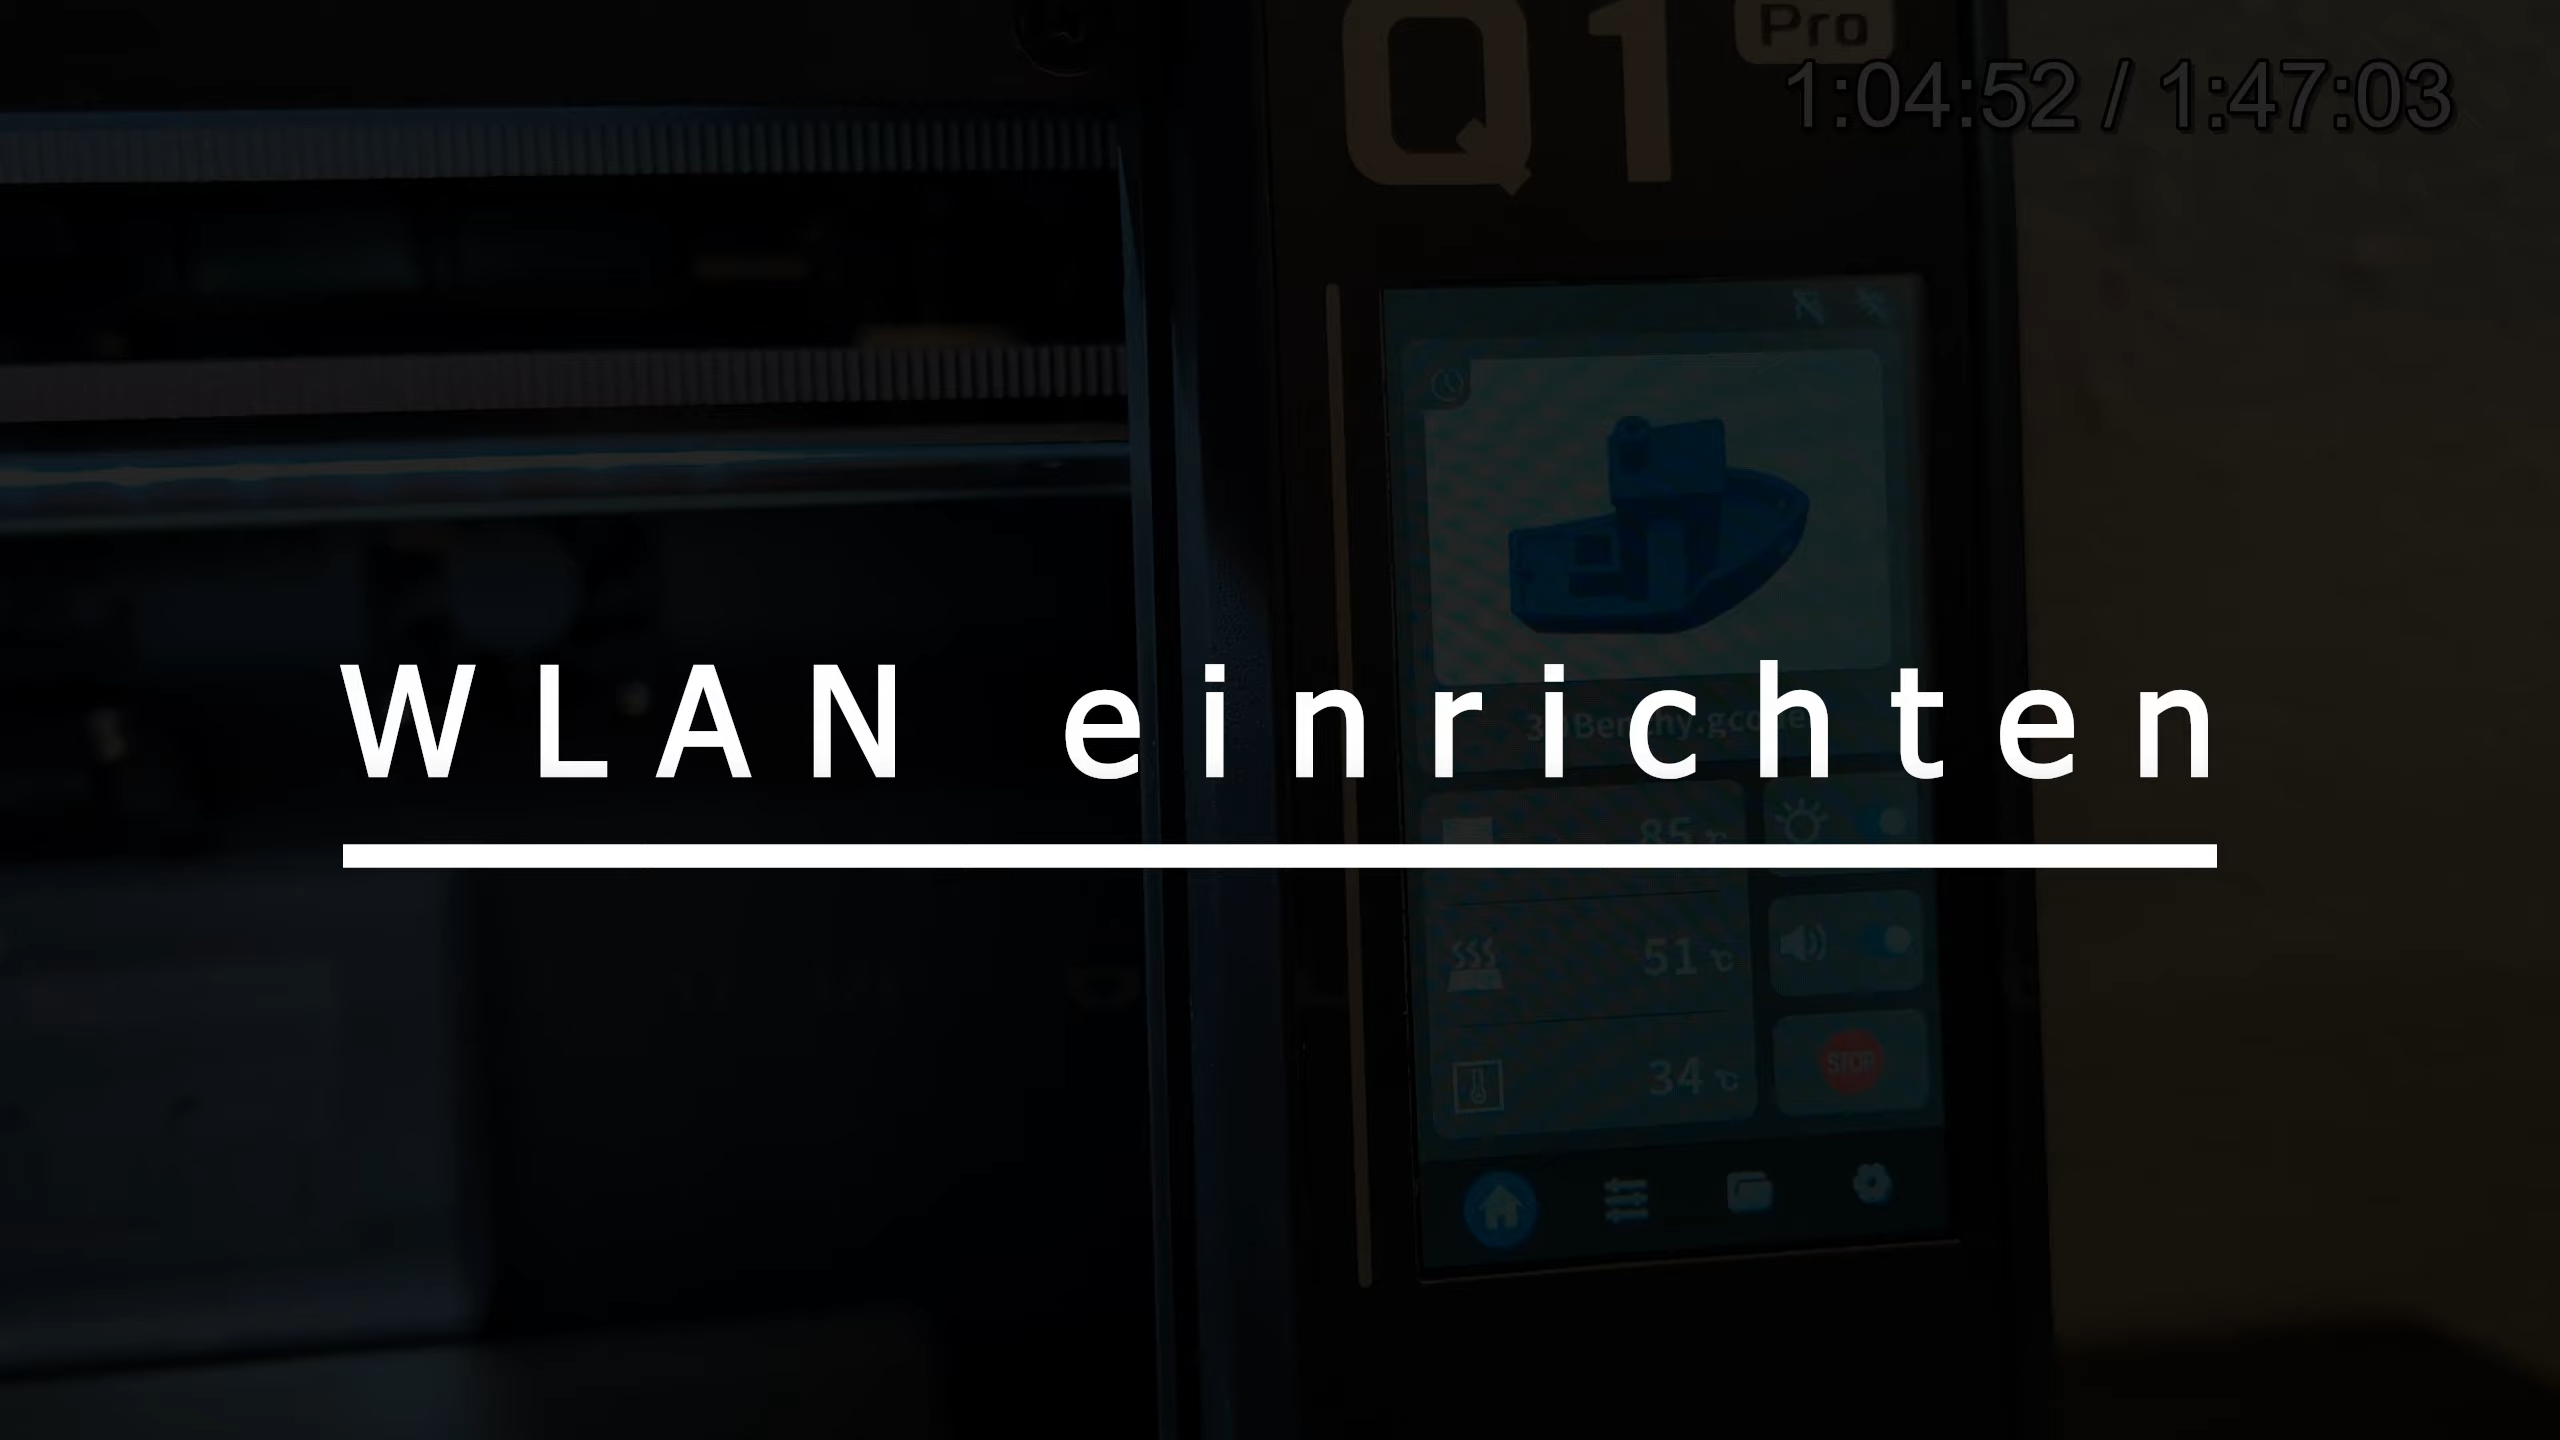 Q1 Pro
1:04:52 / 1:47:03
WLAN einrichten
85 ℃
51 ℃
34 ℃
STOP